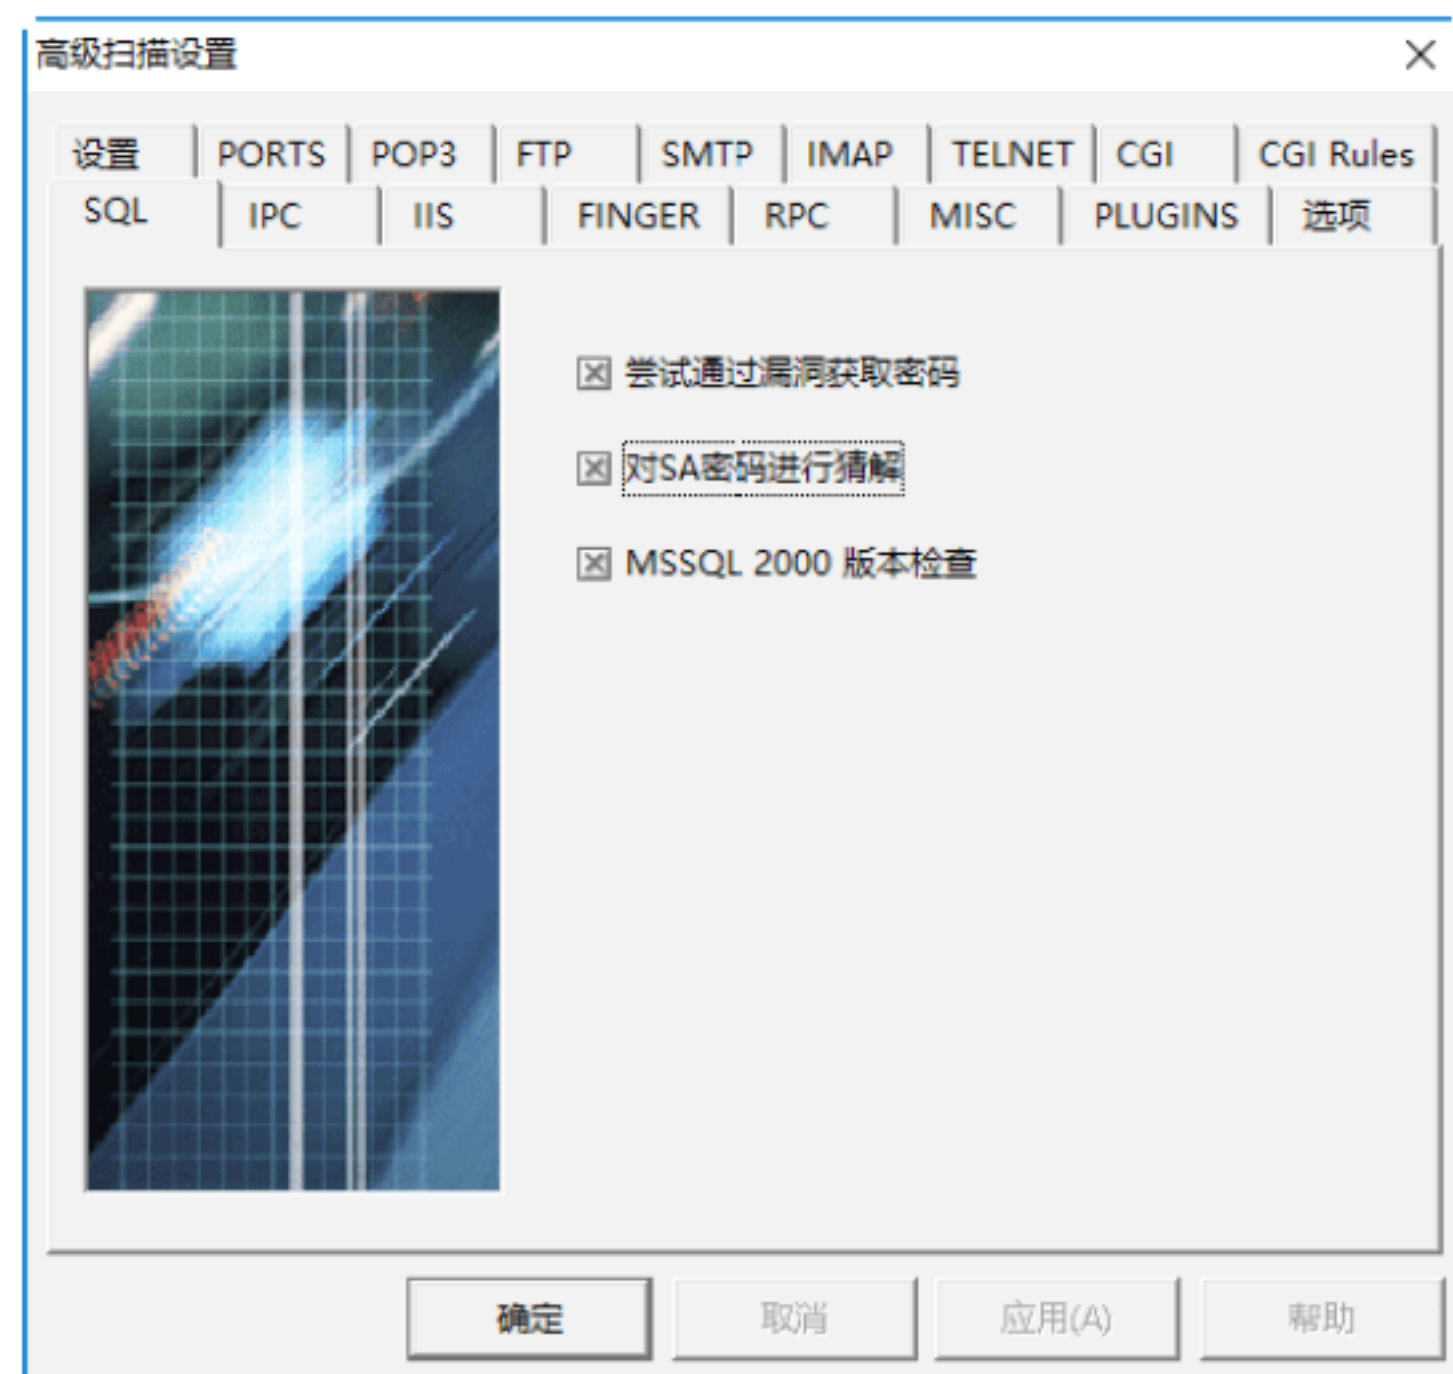 高级扫描设置
设置 PORTS POP3 FTP SMTP IMAP TELNET CGI CGI Rules
SQL IPC IIS FINGER RPC MISC PLUGINS 选项
尝试通过漏洞获取密码
对SA密码进行猜解
MSSQL 2000 版本检查
确定 取消 应用(A) 帮助